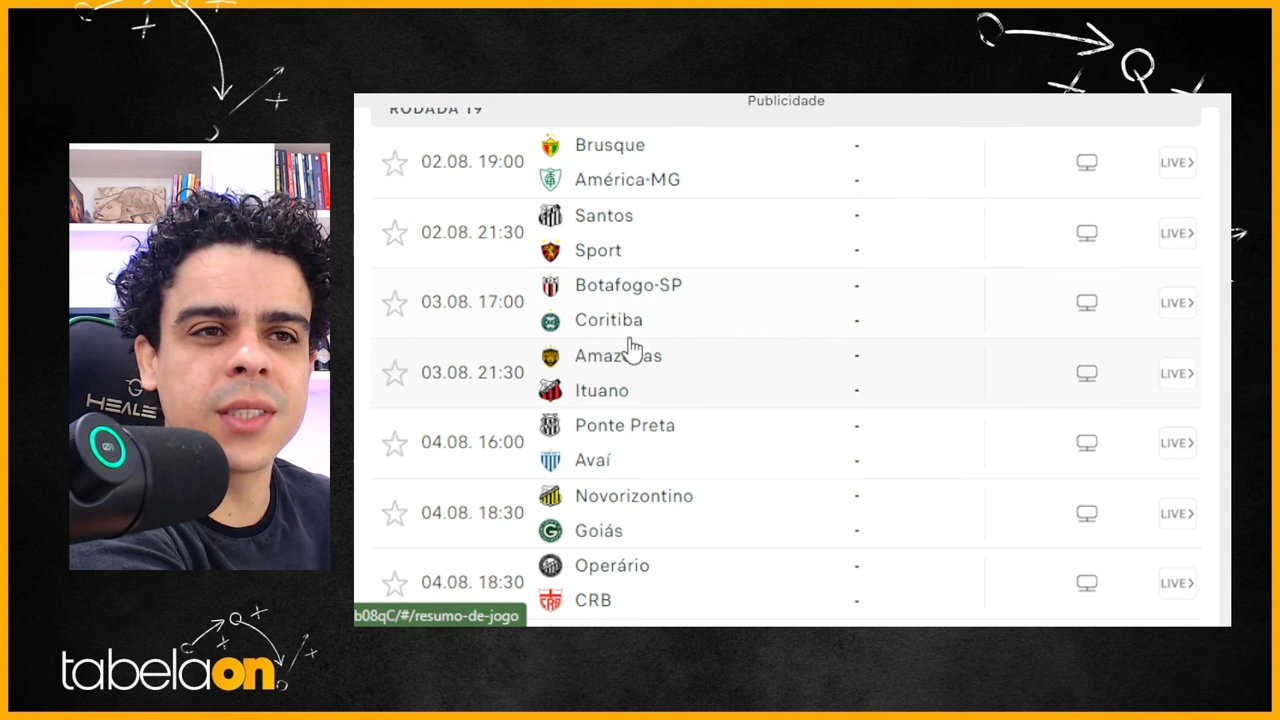 Publicidade
RODADA 19
02.08. 19:00
Brusque -
América-MG -
LIVE>
02.08. 21:30
Santos -
Sport -
LIVE>
03.08. 17:00
Botafogo-SP -
Coritiba -
LIVE>
03.08. 21:30
Amazonas -
Ituano -
LIVE>
04.08. 16:00
Ponte Preta -
Avaí -
LIVE>
04.08. 18:30
Novorizontino -
Goiás -
LIVE>
04.08. 18:30
Operário -
CRB -
LIVE>
b08qC/#/resumo-de-jogo
HEALE
CRB
tabelaon